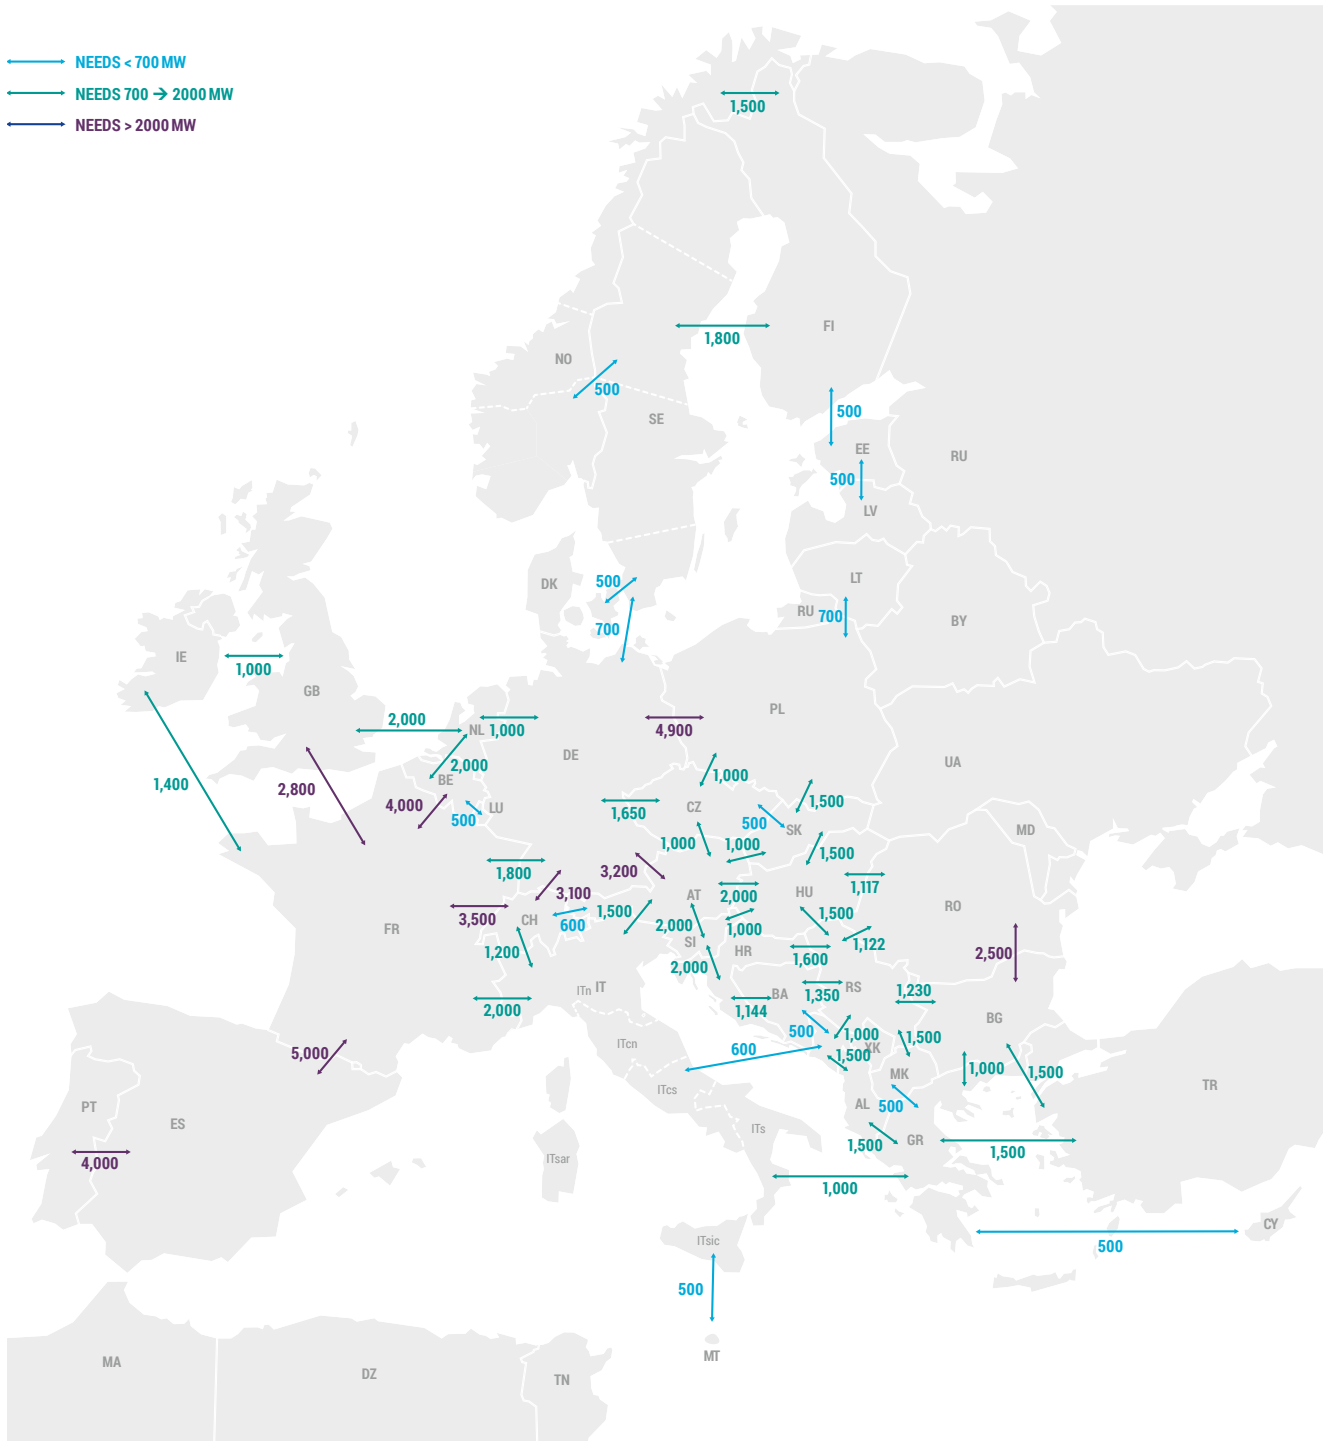 NEEDS < 700 MW
NEEDS 700 → 2000 MW
NEEDS > 2000 MW
1,500
FI
1,800
NO
500
SE
500
EE
RU
500
LV
DK
500
LT
RU
700
BY
700
IE
1,000
GB
PL
2,000
NL
1,000
4,900
DE
2,000
UA
BE
1,000
1,400
2,800
4,000
LU
500
1,650
CZ
1,500
500
SK
MD
1,000
1,000
1,500
1,800
3,200
1,117
3,100
AT
2,000
HU
RO
3,500
CH
600
1,500
2,000
1,000
1,500
FR
1,122
SI
HR
1,200
1,600
2,500
2,000
ITn
IT
BA
RS
1,350
1,230
2,000
1,144
BG
500
1,000
1,500
ITcn
XK
600
1,500
5,000
MK
1,000
1,500
ITcs
TR
PT
AL
500
ES
ITs
1,500
GR
1,500
4,000
ITsar
1,000
CY
ITsic
500
500
MT
MA
DZ
TN